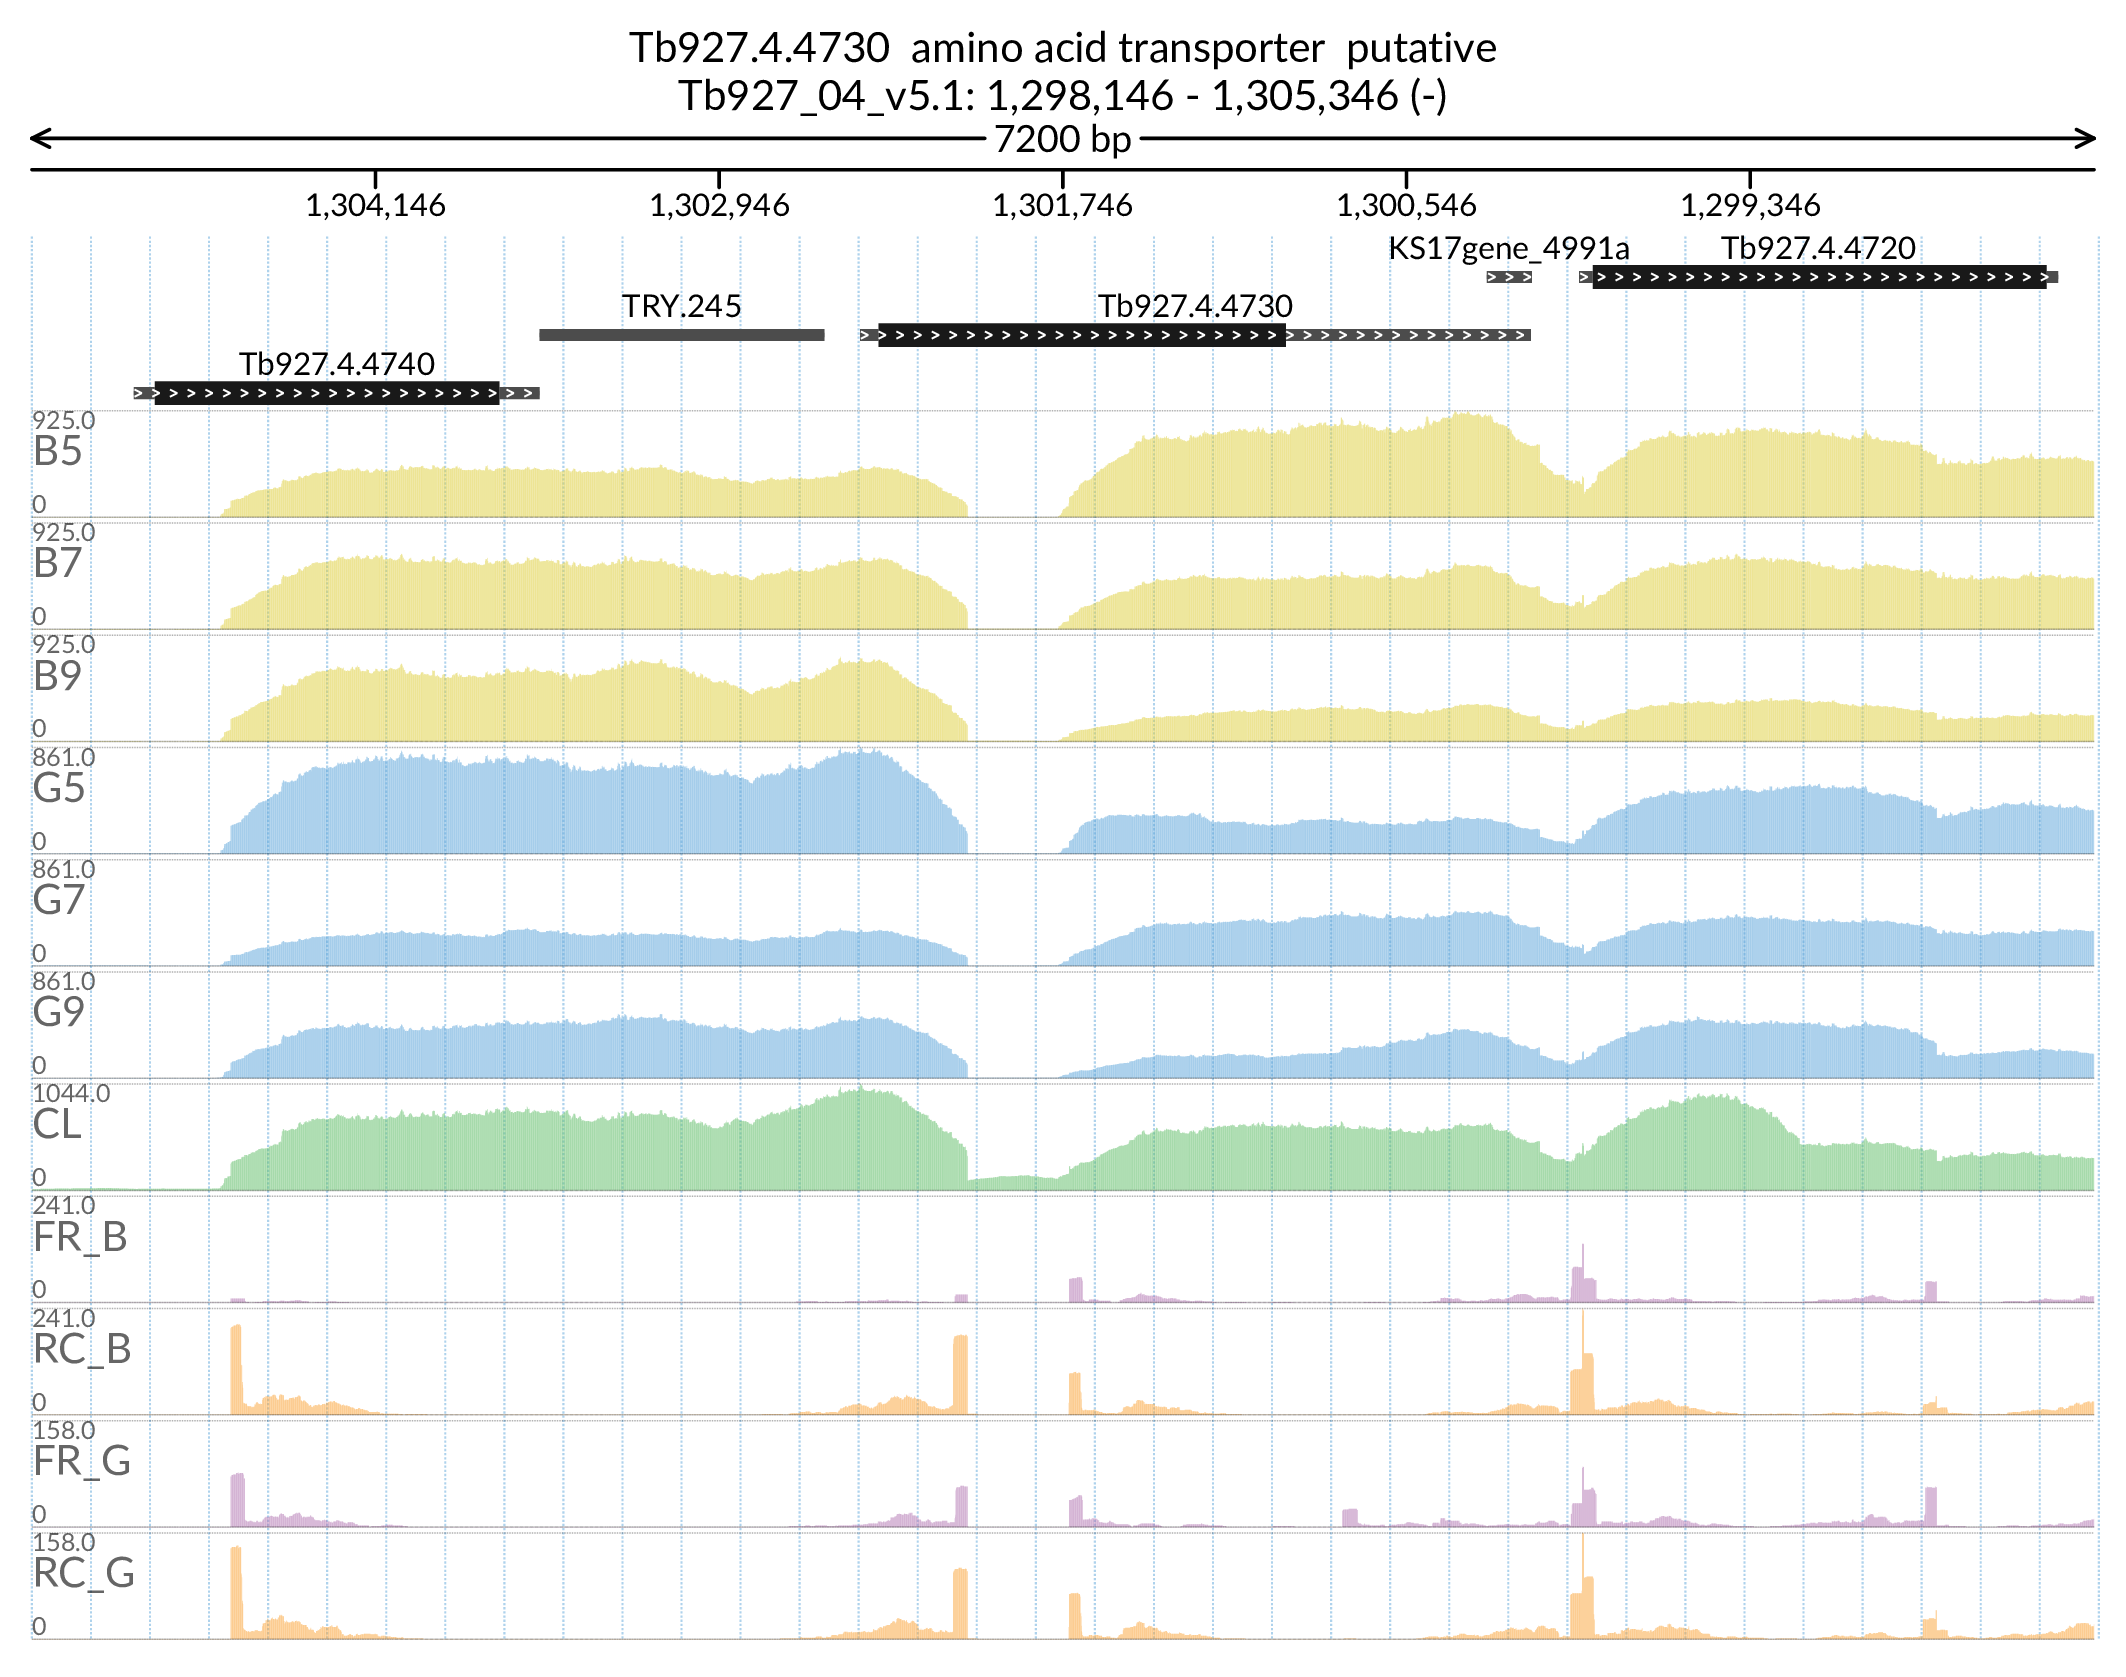 Tb927.4.4730  amino acid transporter  putative
Tb927_04_v5.1: 1,298,146 - 1,305,346 (-)
7200 bp
1,304,146 1,302,946 1,301,746 1,300,546 1,299,346
KS17gene_4991a Tb927.4.4720
TRY.245 Tb927.4.4730
Tb927.4.4740
925.0
B5
0
925.0
B7
0
925.0
B9
0
861.0
G5
0
861.0
G7
0
861.0
G9
0
1044.0
CL
0
241.0
FR_B
0
241.0
RC_B
0
158.0
FR_G
0
158.0
RC_G
0